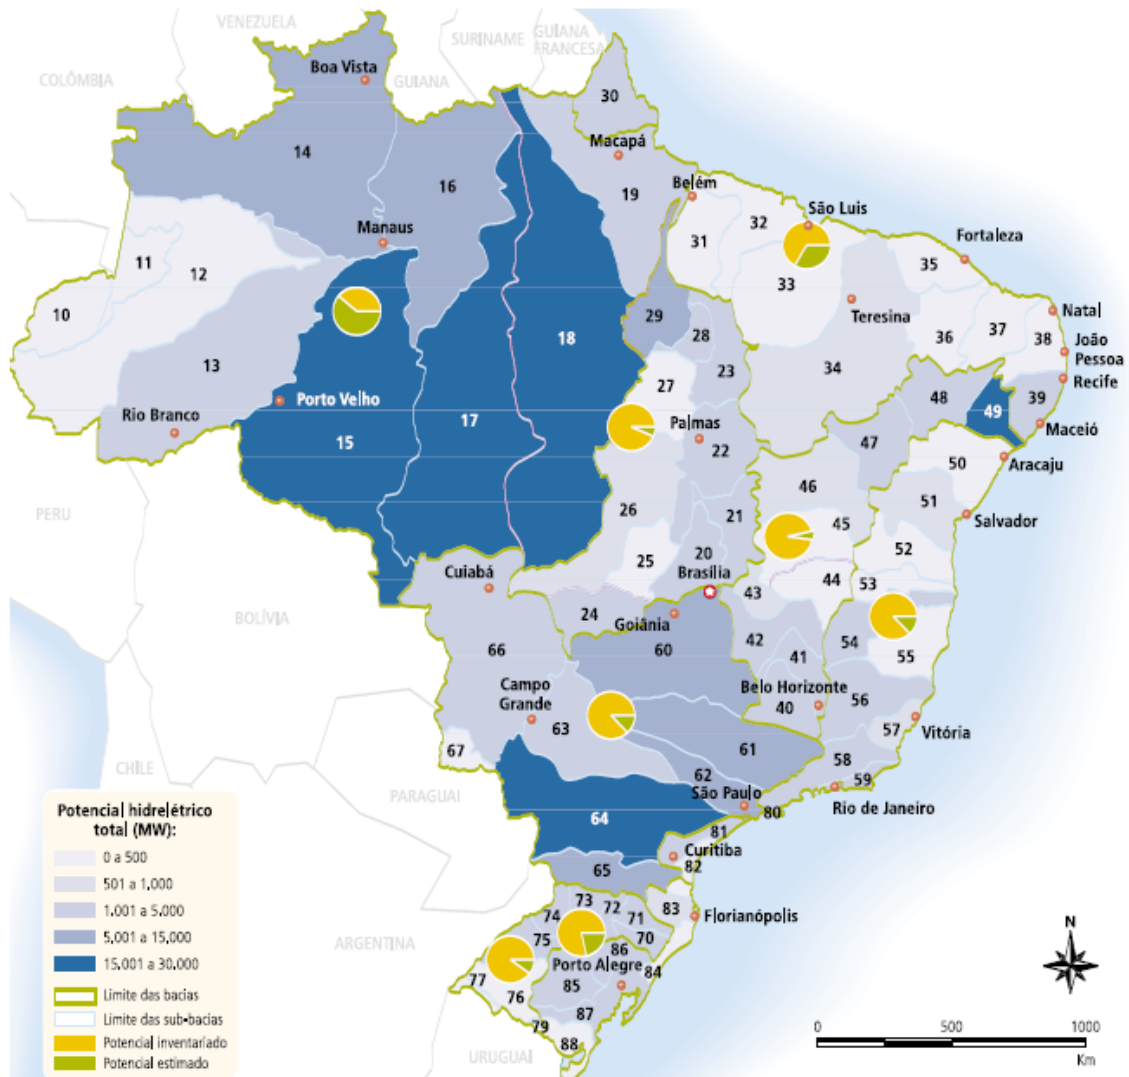 VENEZUELA
SURINAME
GUIANA
FRANCESA
COLÔMBIA
Boa Vista
GUIANA
30
14
16
Macapá
19
Belém
32
São Luis
Manaus
31
Fortaleza
11
12
35
33
10
29
28
Teresina
Natal
18
36
37
38
João
Pessoa
13
27
23
34
Recife
Rio Branco
Porto Velho
17
48
49
39
15
Palmas
22
47
Maceió
50
Aracaju
PERU
46
51
26
21
45
Salvador
25
20
52
Cuiabá
Brasília
44
53
43
BOLÍVIA
24
Goiânia
42
54
66
60
41
55
Campo
Grande
Belo Horizonte
40
56
63
57
Vitória
67
61
58
CHILE
62
59
PARAGUAI
São Paulo
80
Rio de Janeiro
64
81
Curitiba
82
65
73
72
83
Florianópolis
74
71
ARGENTINA
75
70
86
Porto Alegre
84
77
85
76
87
79
88
URUGUAI
Potencial hidrelétrico
total (MW):
0 a 500
501 a 1.000
1.001 a 5.000
5.001 a 15.000
15.001 a 30.000
Limite das bacias
Limite das sub-bacias
Potencial inventariado
Potencial estimado
N
0 500 1000
Km